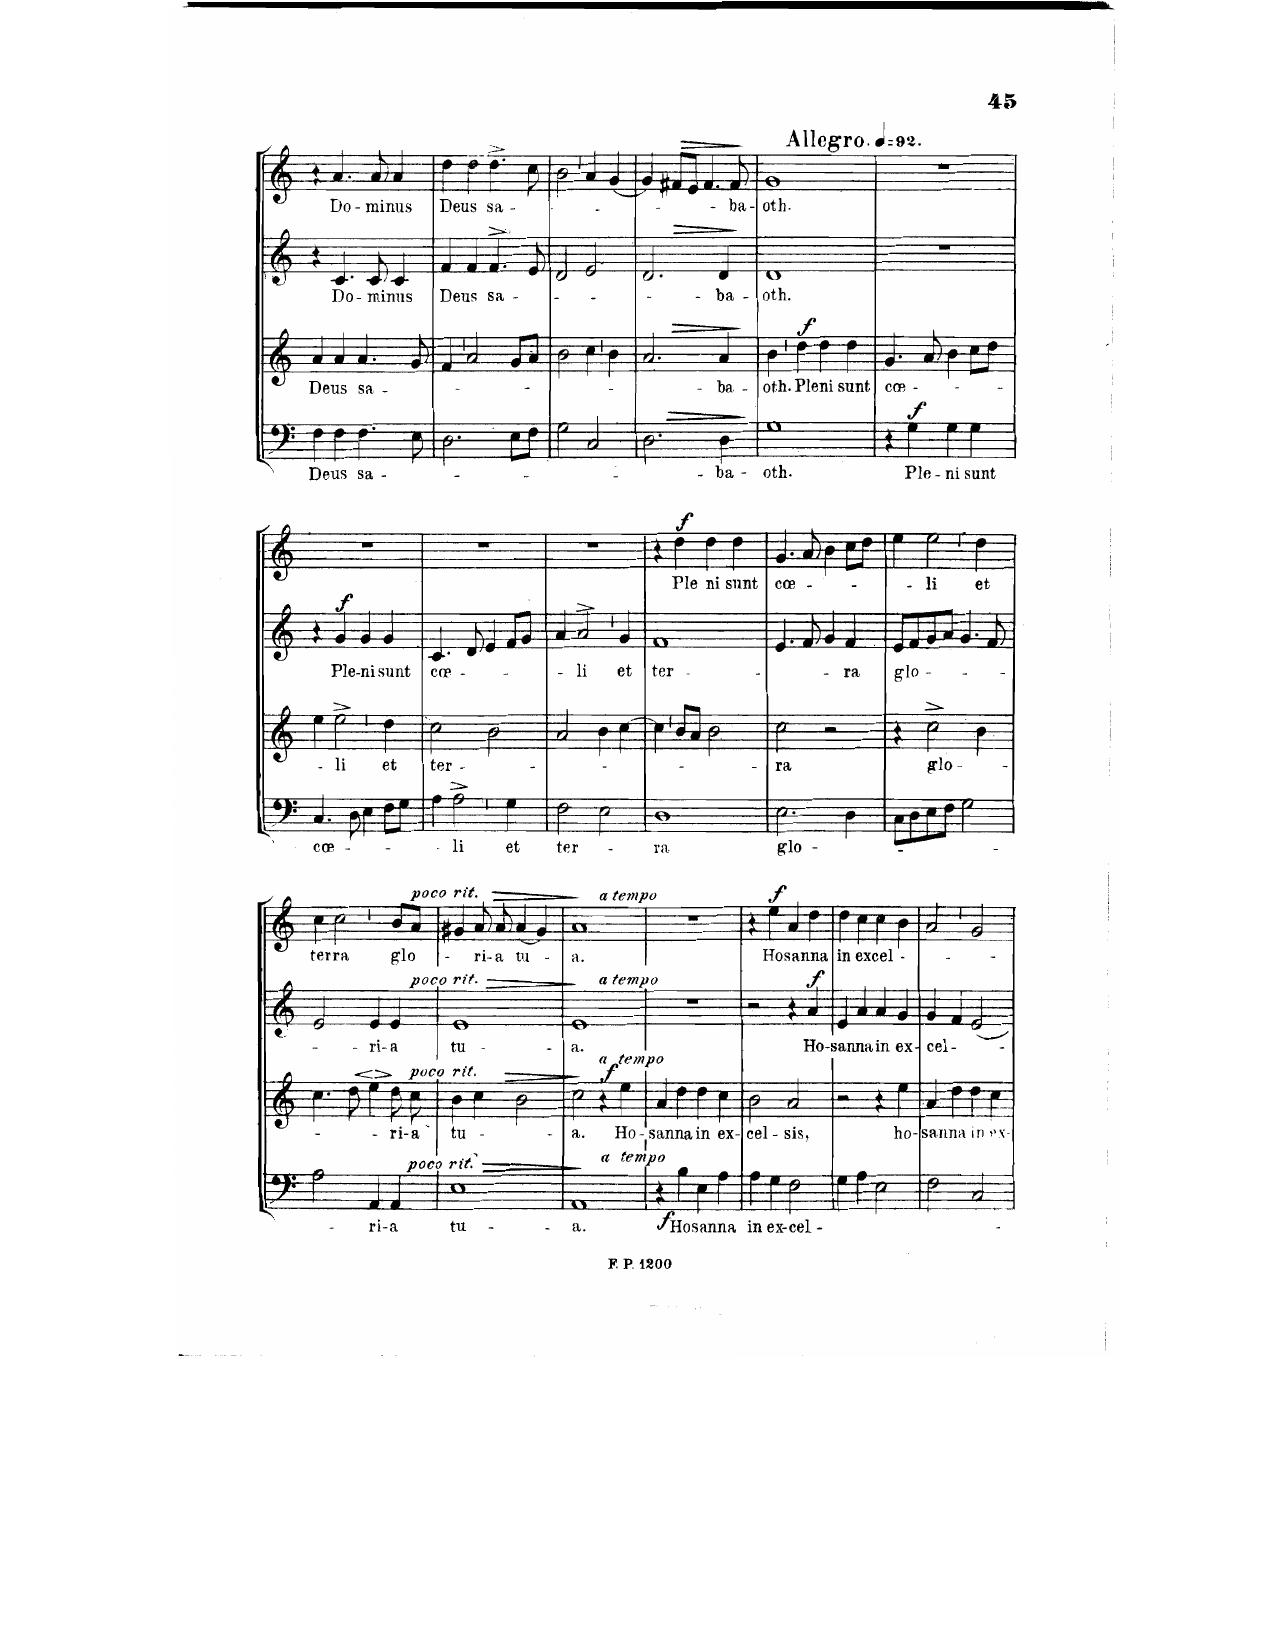 45
Allegro. ♩=92.
Do - minus Deus sa - - - - ba - oth.
Do - minus Deus sa - - - - ba - oth.
f
Deus sa - - - - - ba - oth. Pleni sunt cœ - - -
f
Deus sa - - - - - ba - oth. Ple - ni sunt
f
Ple ni sunt cœ - - - li et
f
Ple-ni sunt cœ - - - li et ter - - - ra glo - - -
- li et ter - - - - - - ra glo -
cœ - - - li et ter - ra glo - - -
poco rit. a tempo f
terra glo - ria tu - a. Hosanna in excel - - -
poco rit. a tempo f
- - ri-a tu - - a. Ho-sanna in ex-cel - -
poco rit. a tempo
f
- - ri-a tu - - a. Ho-sanna in ex-cel - sis, ho-sanna in ex-
poco rit. a tempo
- ri-a tu - - a. f Hosanna in ex-cel - -
F. P. 1200